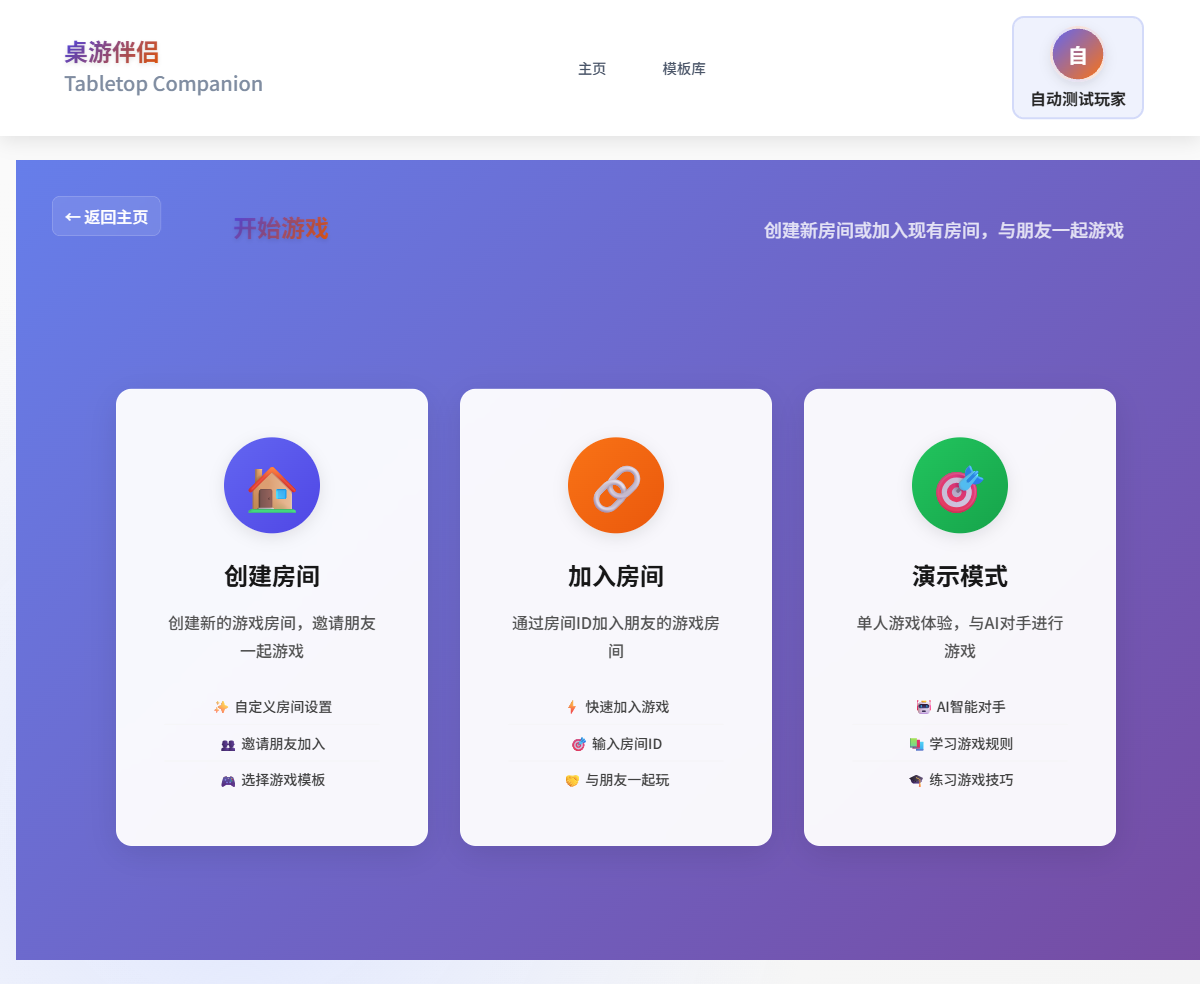 桌游伴侣
Tabletop Companion
主页
模板库
自
自动测试玩家
← 返回主页
开始游戏
创建新房间或加入现有房间，与朋友一起游戏
创建房间
创建新的游戏房间，邀请朋友
一起游戏
✨ 自定义房间设置
👥 邀请朋友加入
🎮 选择游戏模板
加入房间
通过房间ID加入朋友的游戏房
间
⚡ 快速加入游戏
🎯 输入房间ID
🤝 与朋友一起玩
演示模式
单人游戏体验，与AI对手进行
游戏
🤖 AI智能对手
📚 学习游戏规则
🎓 练习游戏技巧